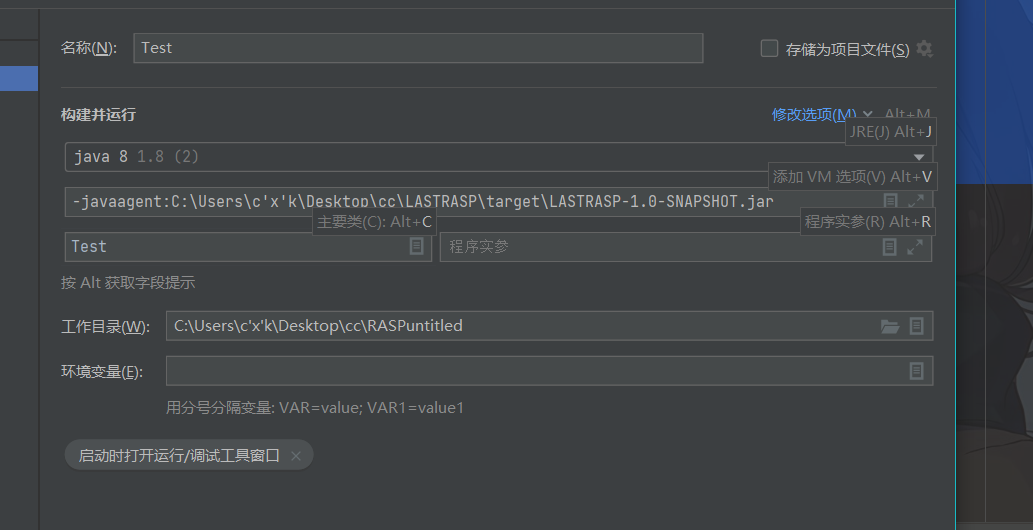 名称(N): Test 存储为项目文件(S)
构建并运行 修改选项(M) Alt+M
JRE(J) Alt+J
java 8 1.8 (2)
添加 VM 选项(V) Alt+V
-javaagent:C:\Users\c'x'k\Desktop\cc\LASTRASP\target\LASTRASP-1.0-SNAPSHOT.jar
主要类(C): Alt+C 程序实参(R) Alt+R
Test 程序实参
按 Alt 获取字段提示
工作目录(W): C:\Users\c'x'k\Desktop\cc\RASPuntitled
环境变量(E):
用分号分隔变量: VAR=value; VAR1=value1
启动时打开运行/调试工具窗口 ×